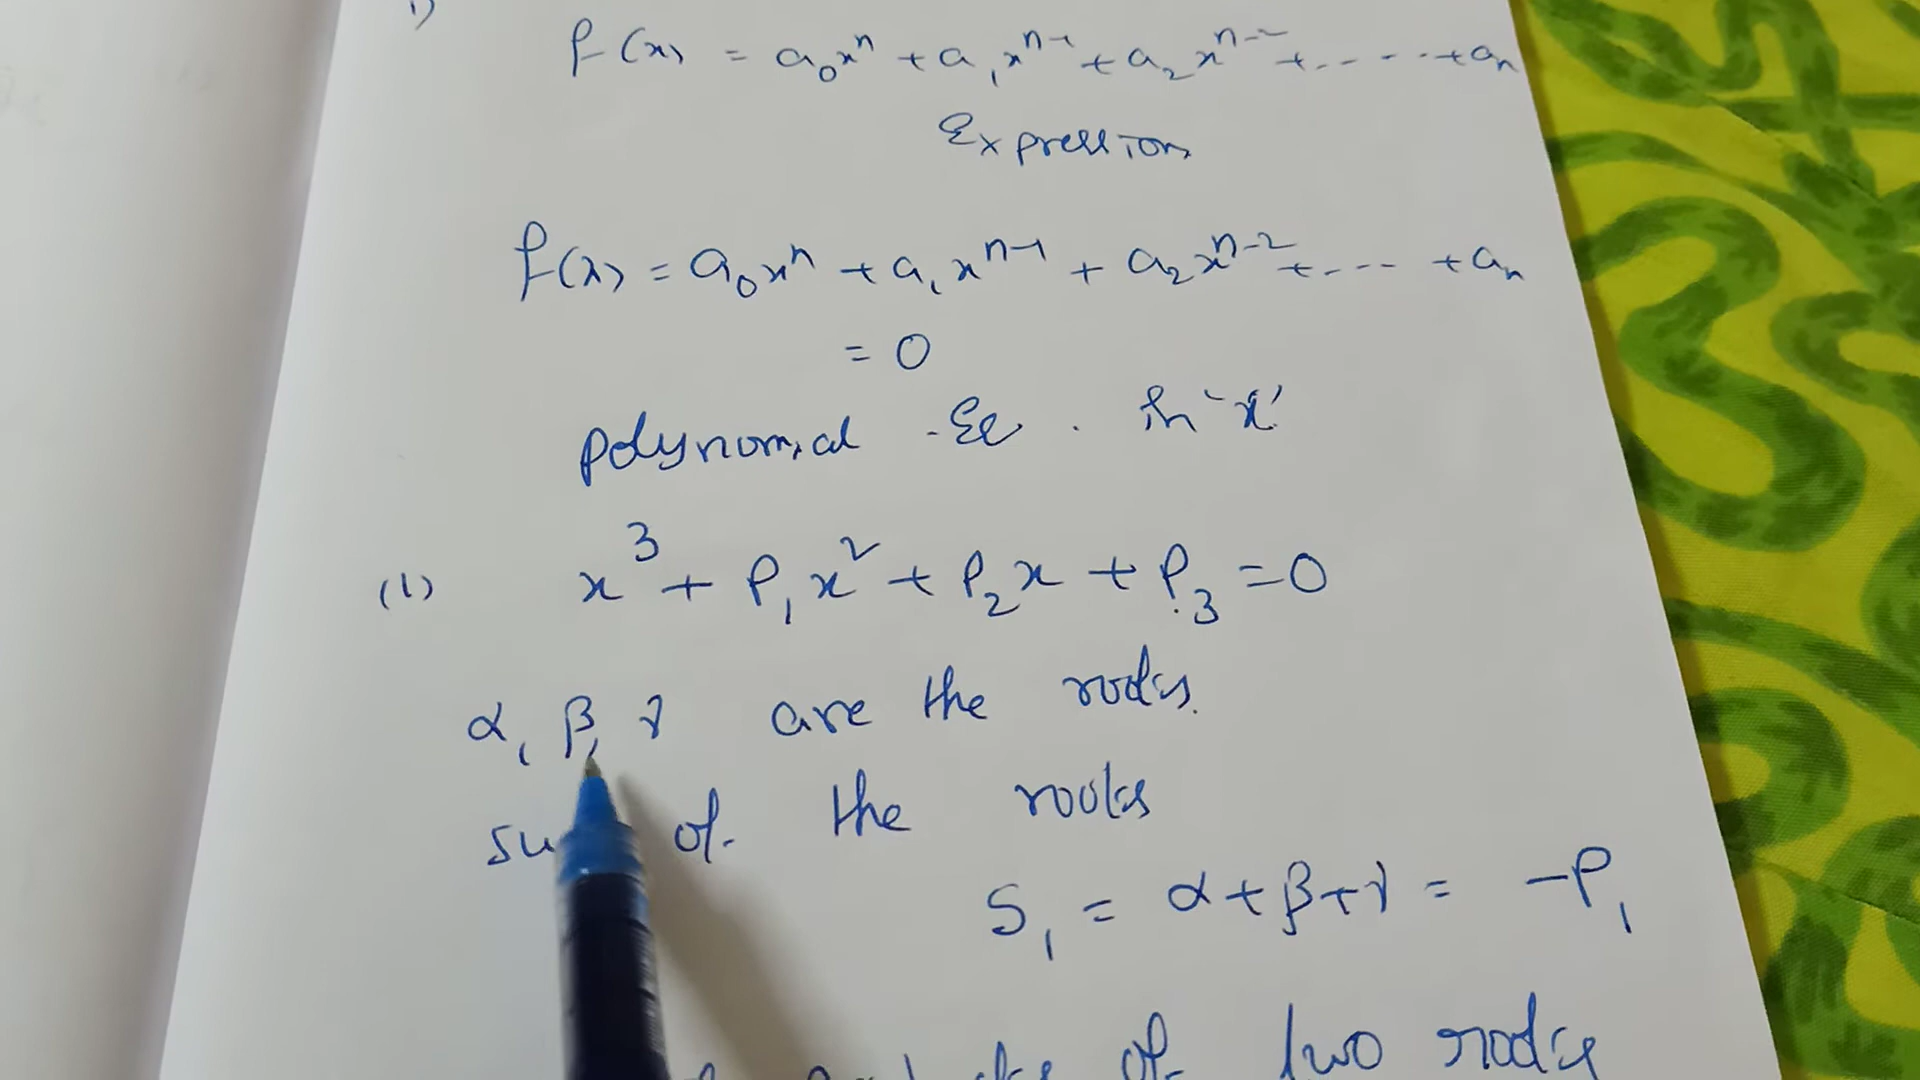 1)
f(x) = a₀xⁿ + a₁xⁿ⁻¹ + a₂xⁿ⁻² + ..... + aₙ
Expression
f(x) = a₀xⁿ + a₁xⁿ⁻¹ + a₂xⁿ⁻² + .... + aₙ
= 0
polynomial . in 'x'
(1) x³ + P₁x² + P₂x + P₃ = 0
α, β, γ are the roots.
of the roots
S₁ = α + β + γ = -P₁
of two roots